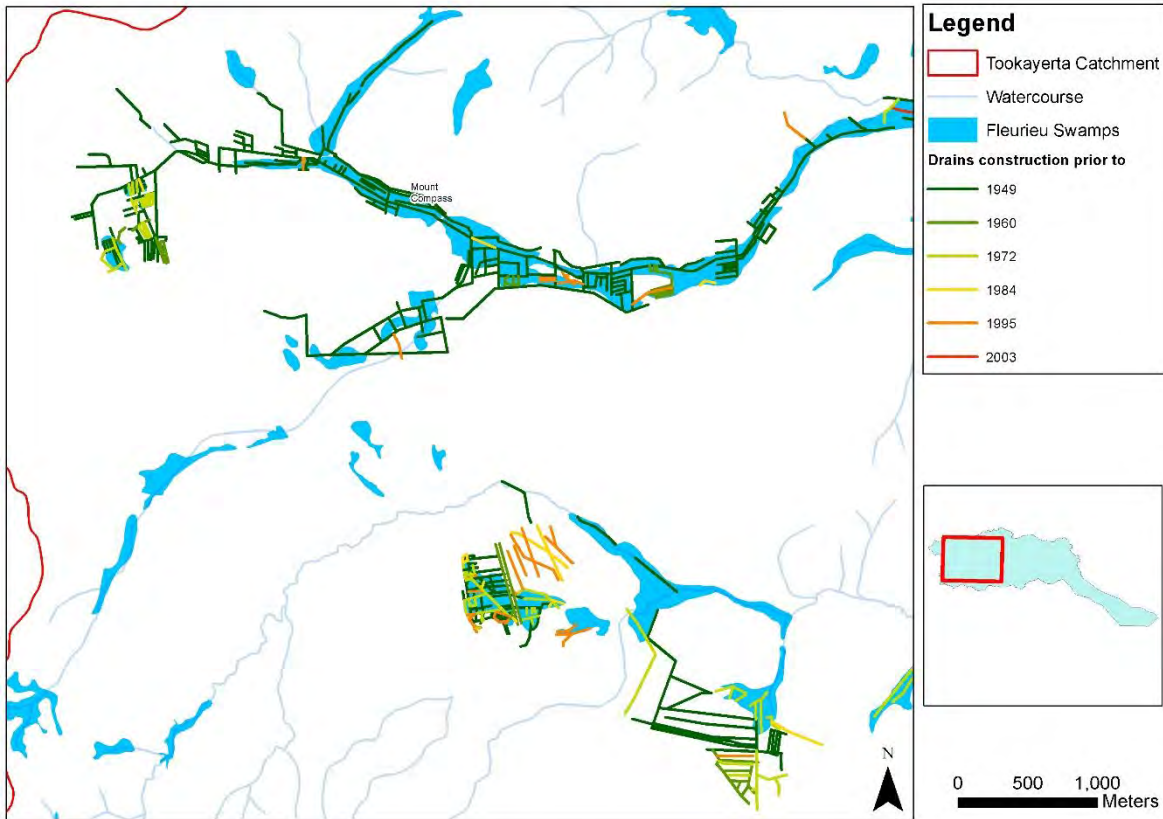 Mount
Compass
N
Legend
Tookayerta Catchment
Watercourse
Fleurieu Swamps
Drains construction prior to
1949
1960
1972
1984
1995
2003
0 500 1,000
Meters